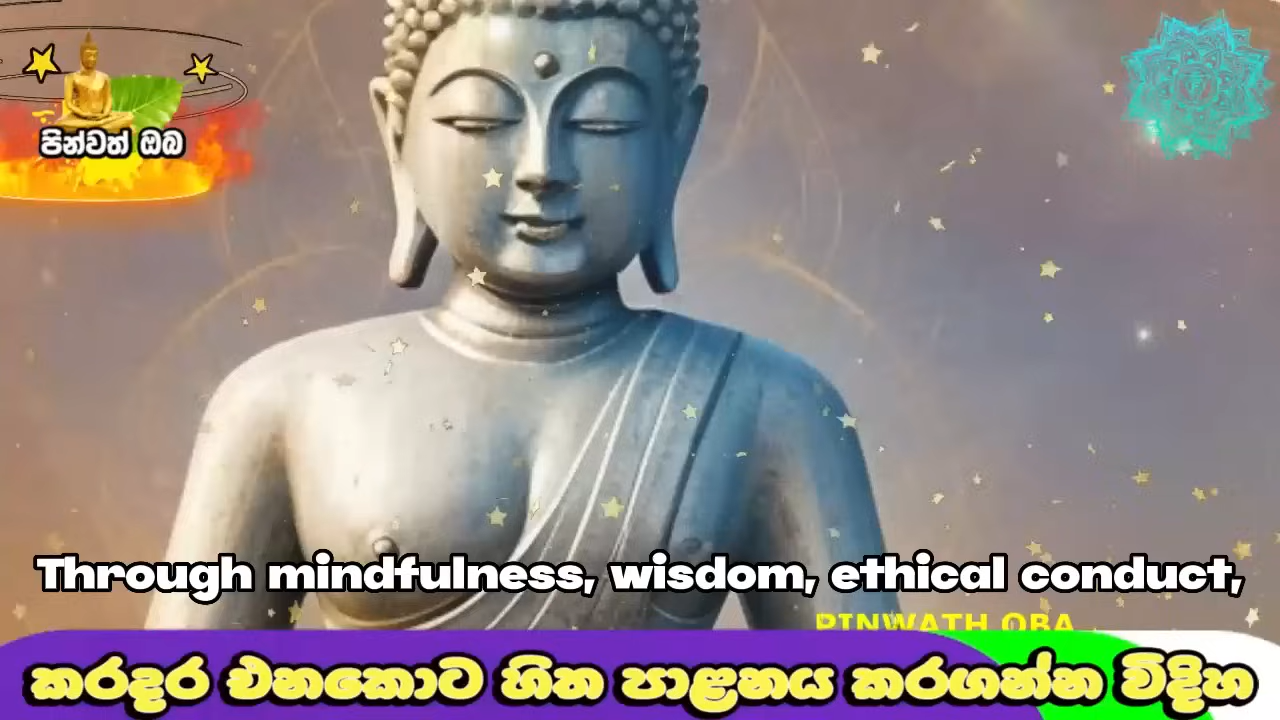 පින්වත් ඔබ
Through mindfulness, wisdom, ethical conduct,
PINWATH OBA
කරදර එනකොට හිත පාළනය කරගන්න විදිහ